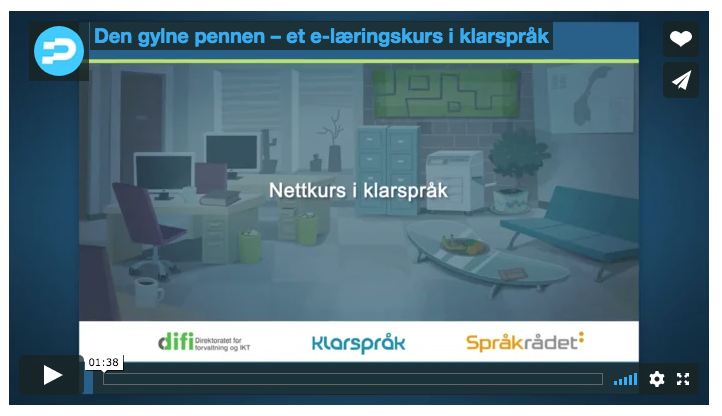 Den gylne pennen – et e-læringskurs i klarspråk
Nettkurs i klarspråk
difi Direktoratet for
forvaltning og IKT
Klarspråk
Språkrådet
01:38